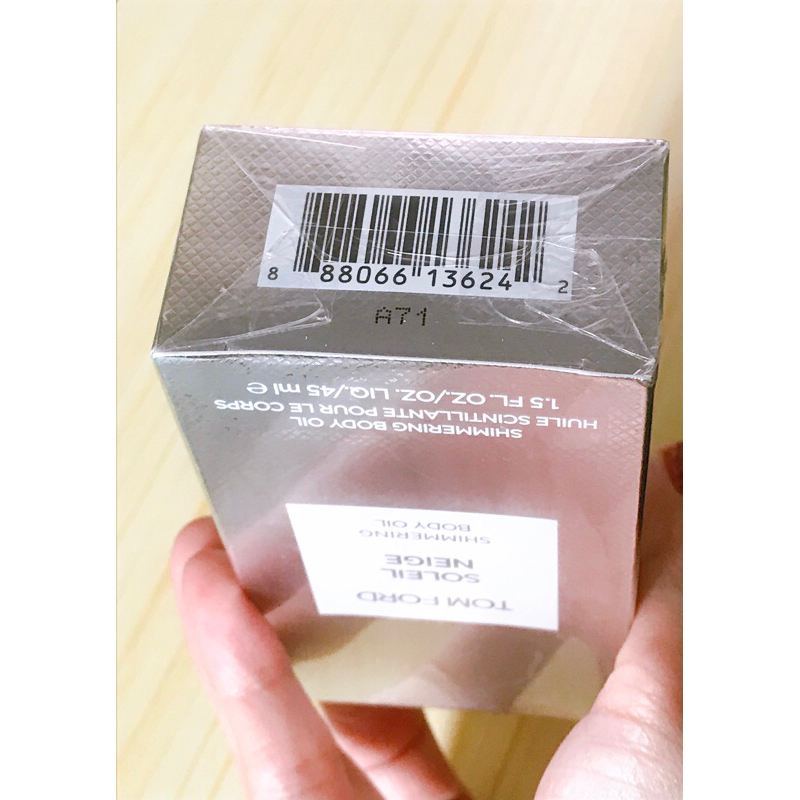 8 88066 13624 2
A71
TOM FORD
SOLEIL
NEIGE
SHIMMERING
BODY OIL
SHIMMERING BODY OIL
HUILE SCINTILLANTE POUR LE CORPS
1.5 FL. OZ./OZ. LIQ./45 ml ℮